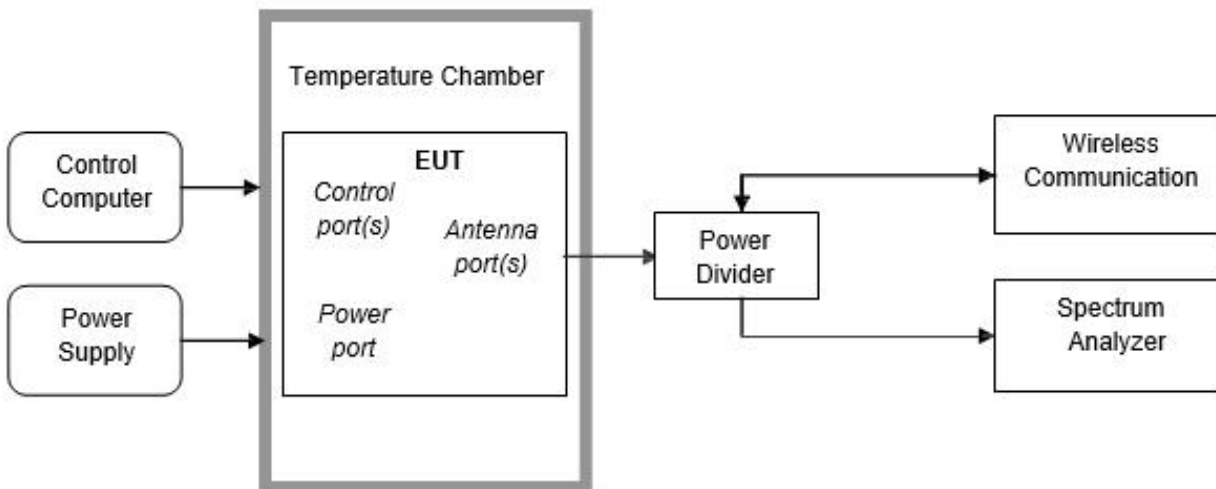 Temperature Chamber
Control
Computer
Power
Supply
EUT
Control
port(s)
Antenna
port(s)
Power
port
Power
Divider
Wireless
Communication
Spectrum
Analyzer